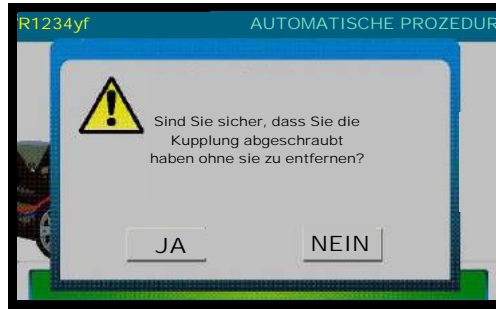 R1234yf AUTOMATISCHE PROZEDUR
Sind Sie sicher, dass Sie die
Kupplung abgeschraubt
haben ohne sie zu entfernen?
JA NEIN